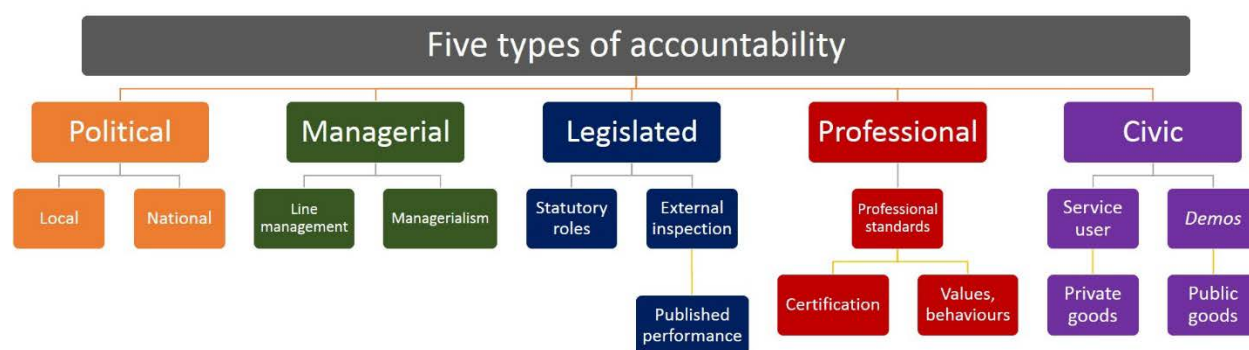 Five types of accountability
Political
Managerial
Legislated
Professional
Civic
Local
National
Line
management
Managerialism
Statutory
roles
External
inspection
Professional
standards
Service
user
Demos
Published
performance
Certification
Values,
behaviours
Private
goods
Public
goods